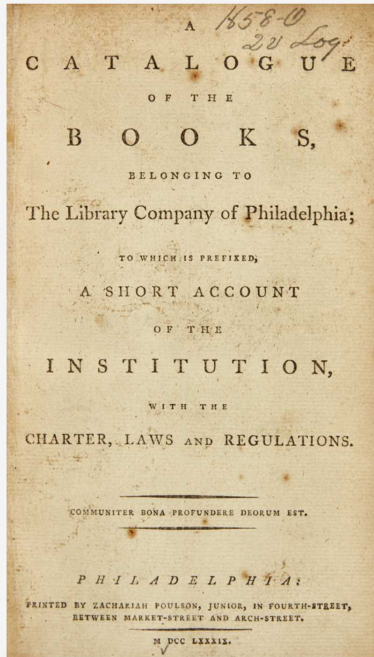 A
CATALOGUE
OF THE
BOOKS,
BELONGING TO
The Library Company of Philadelphia;
TO WHICH IS PREFIXED,
A SHORT ACCOUNT
OF THE
INSTITUTION,
WITH THE
CHARTER, LAWS AND REGULATIONS.
COMMUNITER BONA PROFUNDERE DEORUM EST.
PHILADELPHIA:
PRINTED BY ZACHARIAH POULSON, JUNIOR, IN FOURTH-STREET,
BETWEEN MARKET-STREET AND ARCH-STREET.
M DCC LXXXIX.